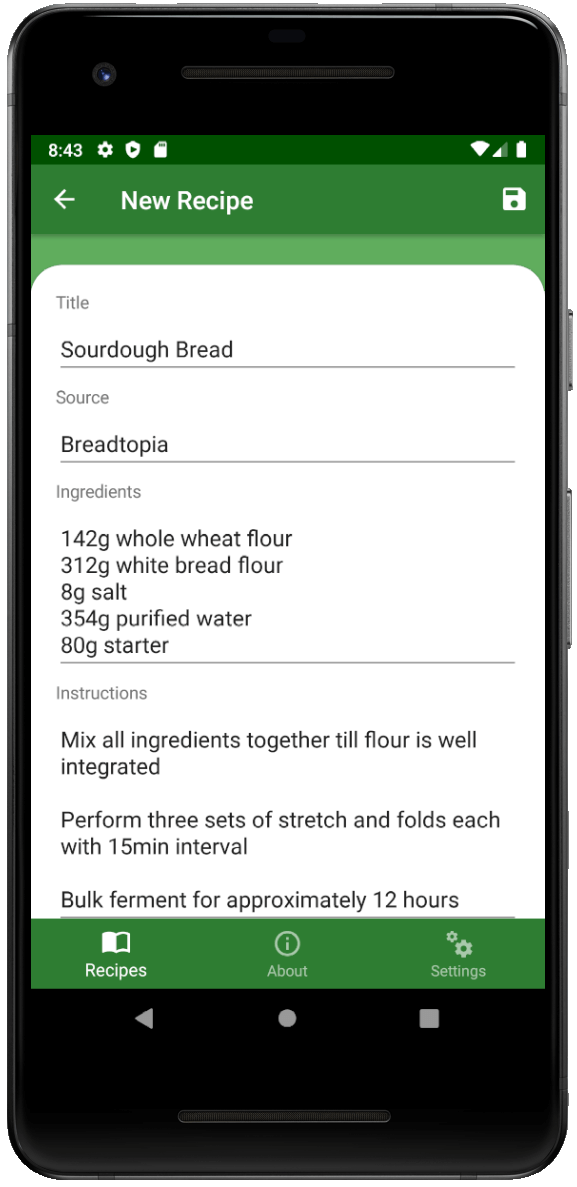 8:43
New Recipe
Title
Sourdough Bread
Source
Breadtopia
Ingredients
142g whole wheat flour
312g white bread flour
8g salt
354g purified water
80g starter
Instructions
Mix all ingredients together till flour is well
integrated
Perform three sets of stretch and folds each
with 15min interval
Bulk ferment for approximately 12 hours
Recipes
About
Settings